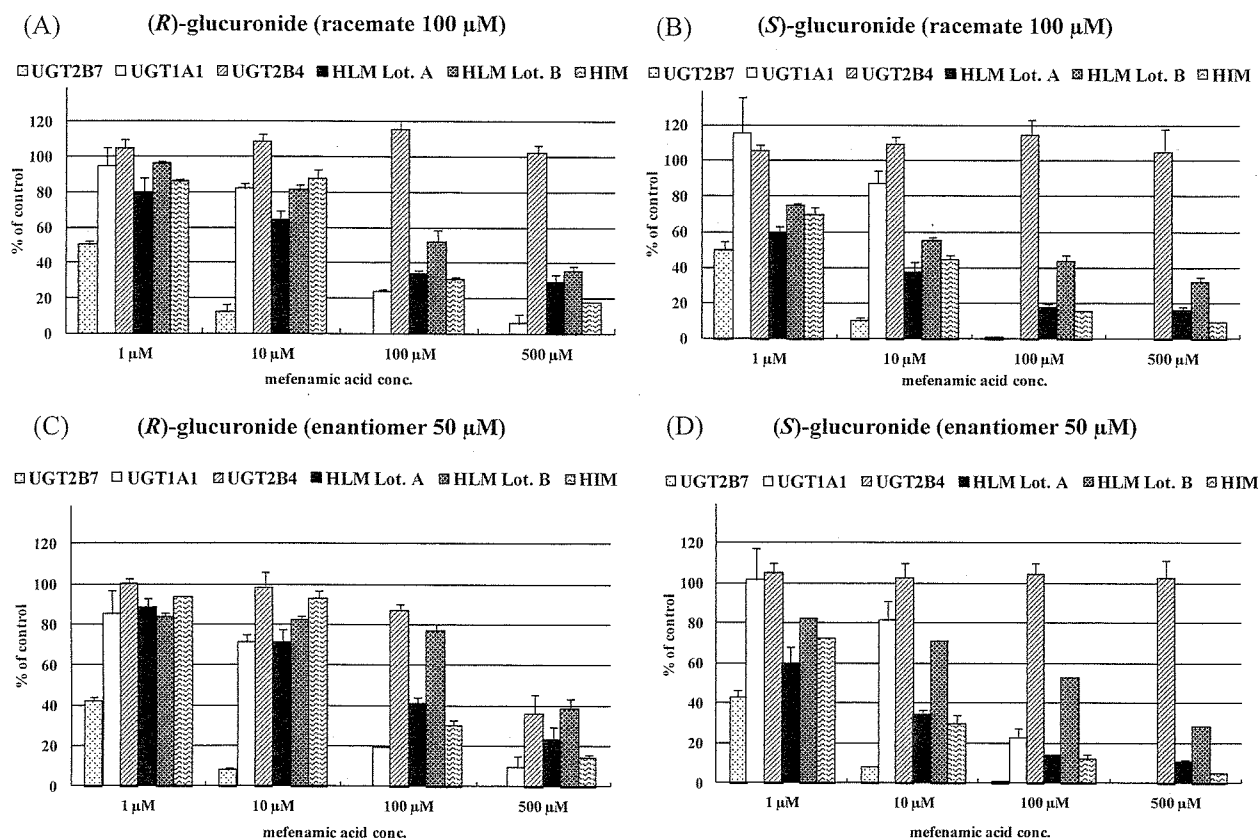 (A) (R)-glucuronide (racemate 100 µM)
UGT2B7 UGT1A1 UGT2B4 HLM Lot. A HLM Lot. B HIM
% of control
120
100
80
60
40
20
0
1 µM 10 µM 100 µM 500 µM
mefenamic acid conc.
(B) (S)-glucuronide (racemate 100 µM)
UGT2B7 UGT1A1 UGT2B4 HLM Lot. A HLM Lot. B HIM
% of control
120
100
80
60
40
20
0
1 µM 10 µM 100 µM 500 µM
mefenamic acid conc.
(C) (R)-glucuronide (enantiomer 50 µM)
UGT2B7 UGT1A1 UGT2B4 HLM Lot. A HLM Lot. B HIM
% of control
120
100
80
60
40
20
0
1 µM 10 µM 100 µM 500 µM
mefenamic acid conc.
(D) (S)-glucuronide (enantiomer 50 µM)
UGT2B7 UGT1A1 UGT2B4 HLM Lot. A HLM Lot. B HIM
% of control
120
100
80
60
40
20
0
1 µM 10 µM 100 µM 500 µM
mefenamic acid conc.